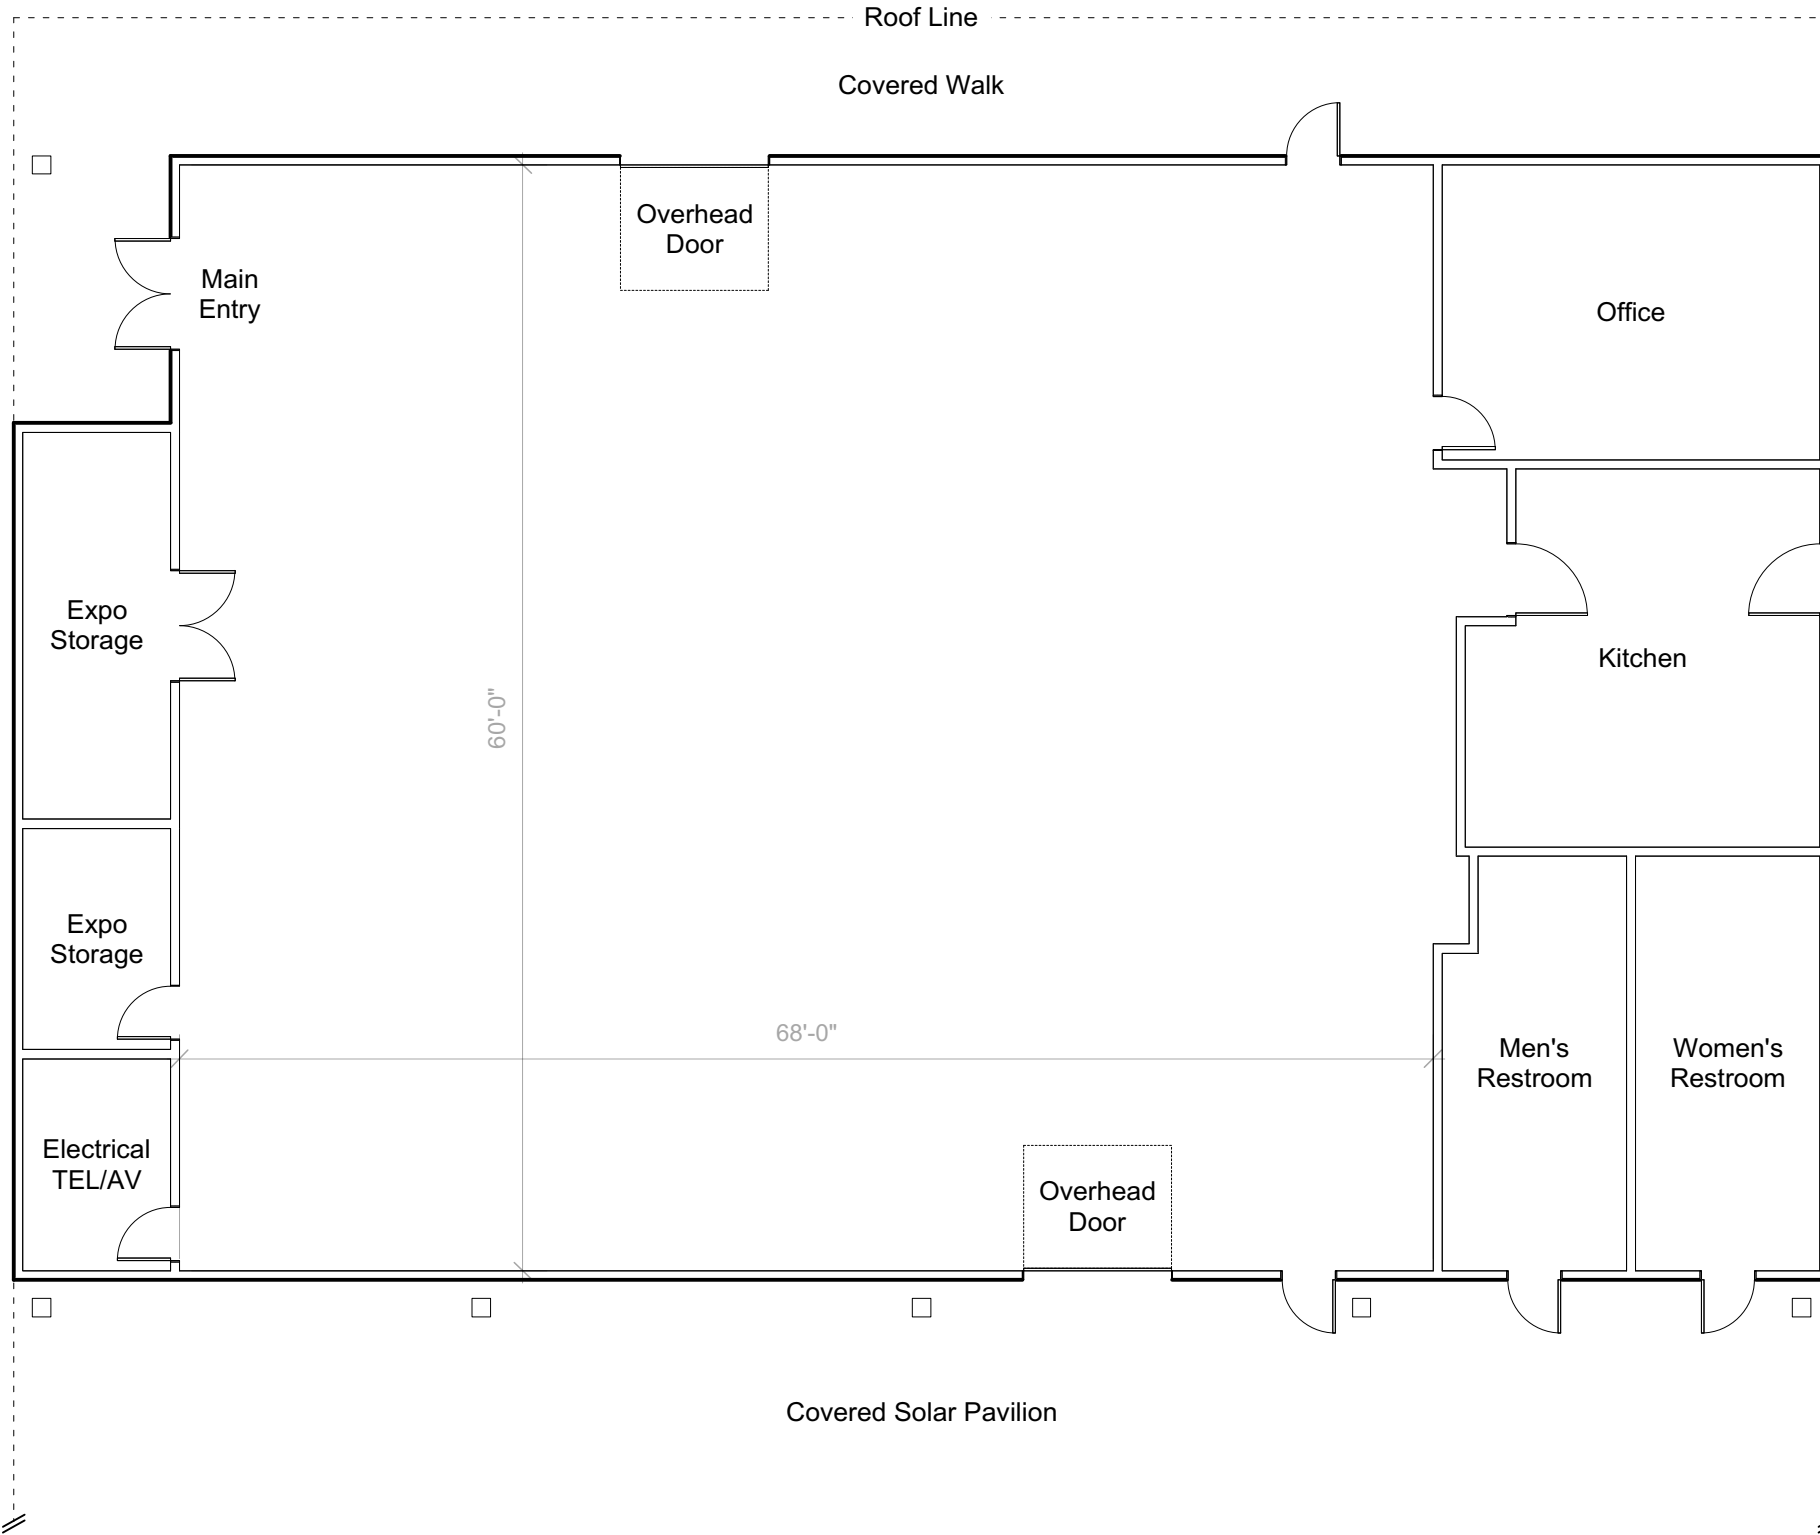 Roof Line
Covered Walk
Overhead
Door
Main
Entry
Office
Expo
Storage
Kitchen
60'-0"
Expo
Storage
68'-0"
Men's
Restroom
Women's
Restroom
Electrical
TEL/AV
Overhead
Door
Covered Solar Pavilion